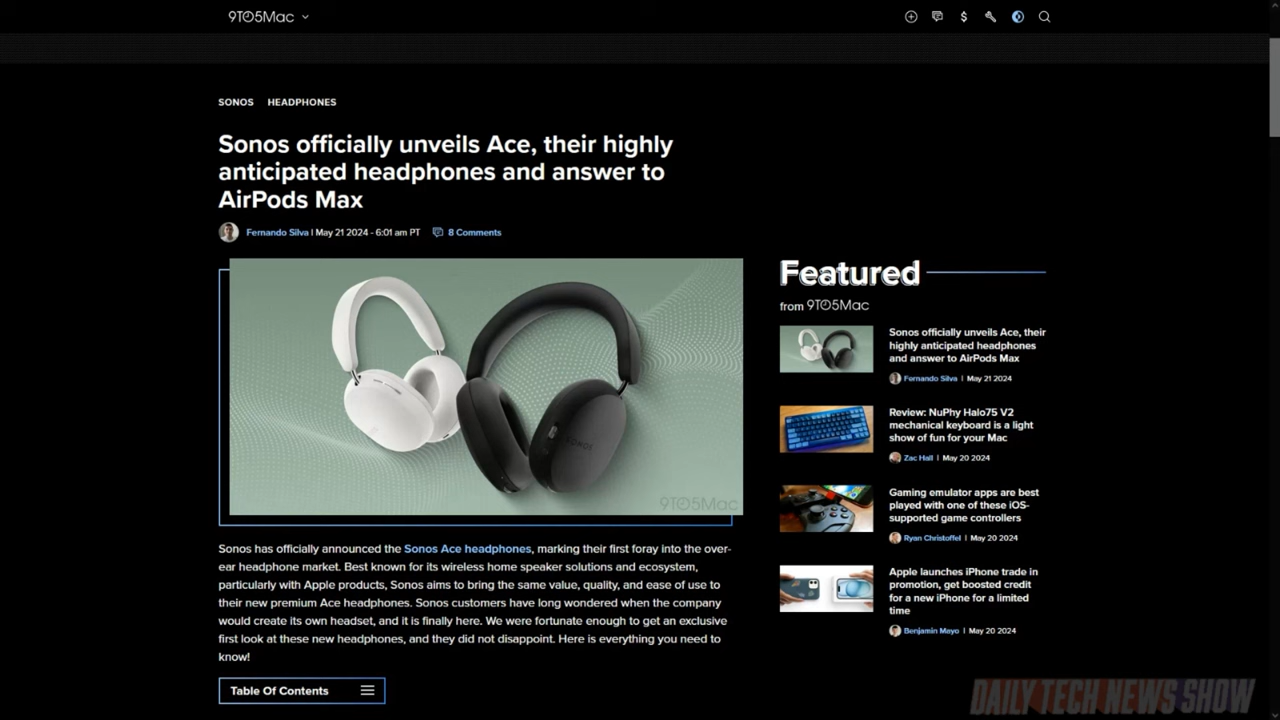 9TO5Mac
SONOS HEADPHONES
Sonos officially unveils Ace, their highly
anticipated headphones and answer to
AirPods Max
Fernando Silva | May 21 2024 - 6:01 am PT 8 Comments
SONOS
9TO5Mac
Sonos has officially announced the Sonos Ace headphones, marking their first foray into the over-
ear headphone market. Best known for its wireless home speaker solutions and ecosystem,
particularly with Apple products, Sonos aims to bring the same value, quality, and ease of use to
their new premium Ace headphones. Sonos customers have long wondered when the company
would create its own headset, and it is finally here. We were fortunate enough to get an exclusive
first look at these new headphones, and they did not disappoint. Here is everything you need to
know!
Table Of Contents
Featured
from 9TO5Mac
Sonos officially unveils Ace, their
highly anticipated headphones
and answer to AirPods Max
Fernando Silva | May 21 2024
Review: NuPhy Halo75 V2
mechanical keyboard is a light
show of fun for your Mac
Zac Hall | May 20 2024
Gaming emulator apps are best
played with one of these iOS-
supported game controllers
Ryan Christoffel | May 20 2024
Apple launches iPhone trade in
promotion, get boosted credit
for a new iPhone for a limited
time
Benjamin Mayo | May 20 2024
DAILY TECH NEWS SHOW